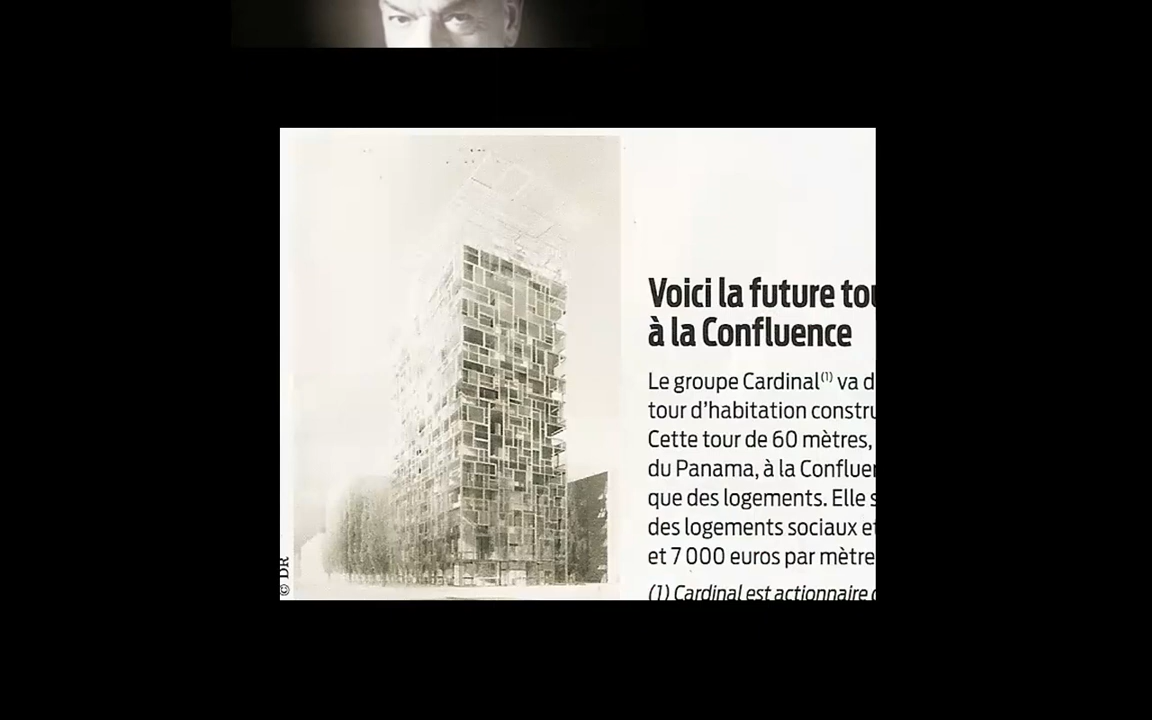 Voici la future tou
à la Confluence
Le groupe Cardinal(1) va d
tour d'habitation constru
Cette tour de 60 mètres,
du Panama, à la Confluen
que des logements. Elle s
des logements sociaux et
et 7 000 euros par mètre
(1) Cardinal est actionnaire
© DR